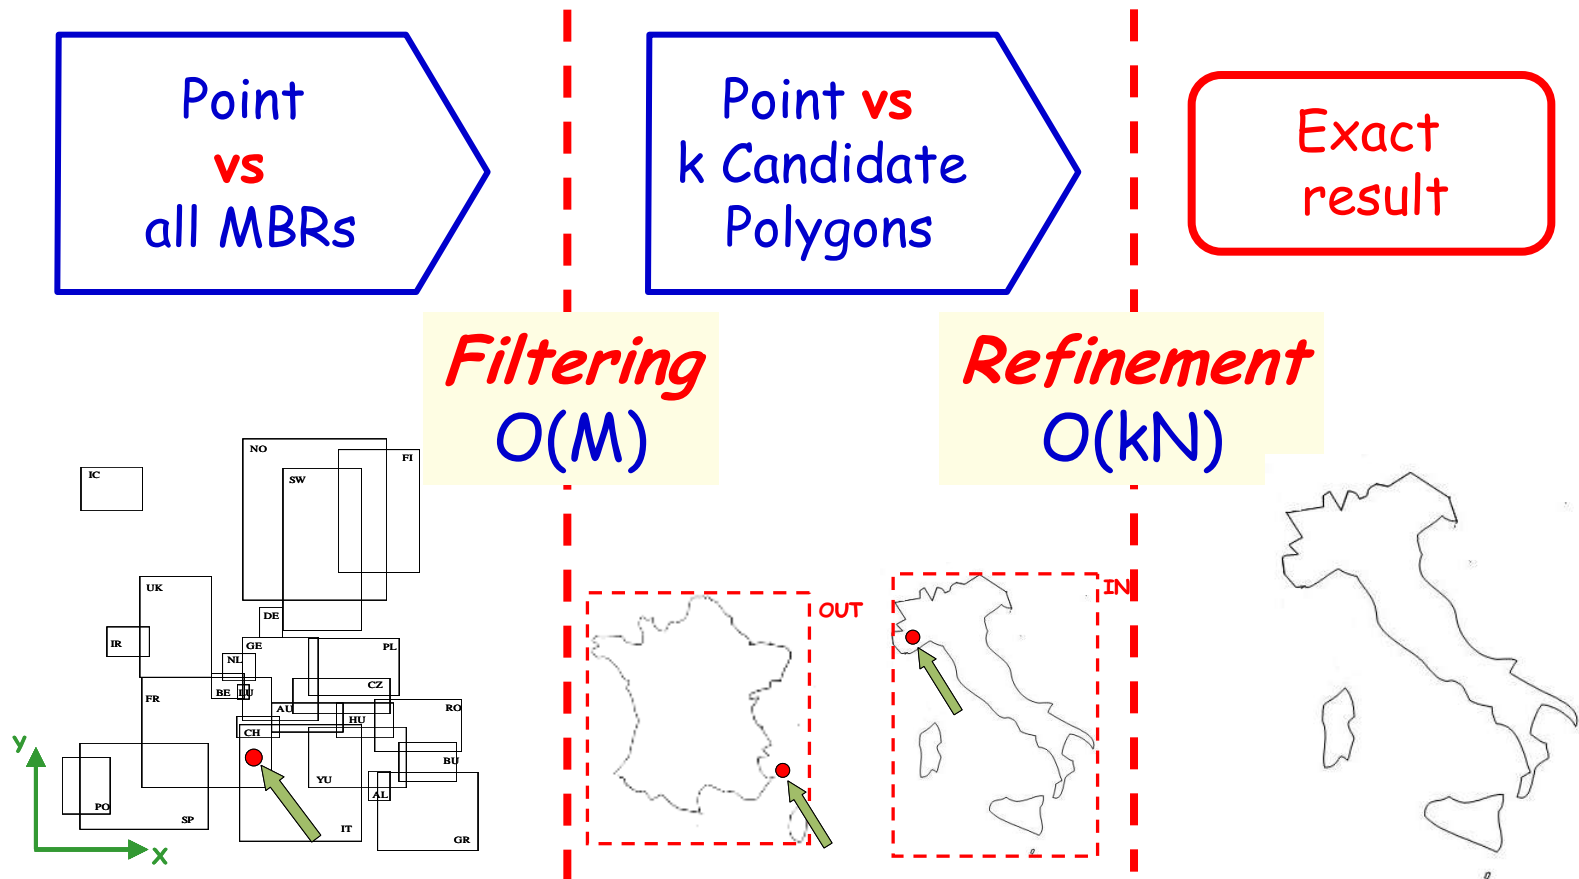 Point
vs
all MBRs
Point vs
k Candidate
Polygons
Exact
result
Filtering
O(M)
Refinement
O(kN)
NO
FI
IC
SW
UK
DE
IR
GE
PL
NL
CZ
BE
LU
FR
AU
RO
HU
CH
BU
YU
AL
PO
SP
IT
GR
Y
X
OUT
IN